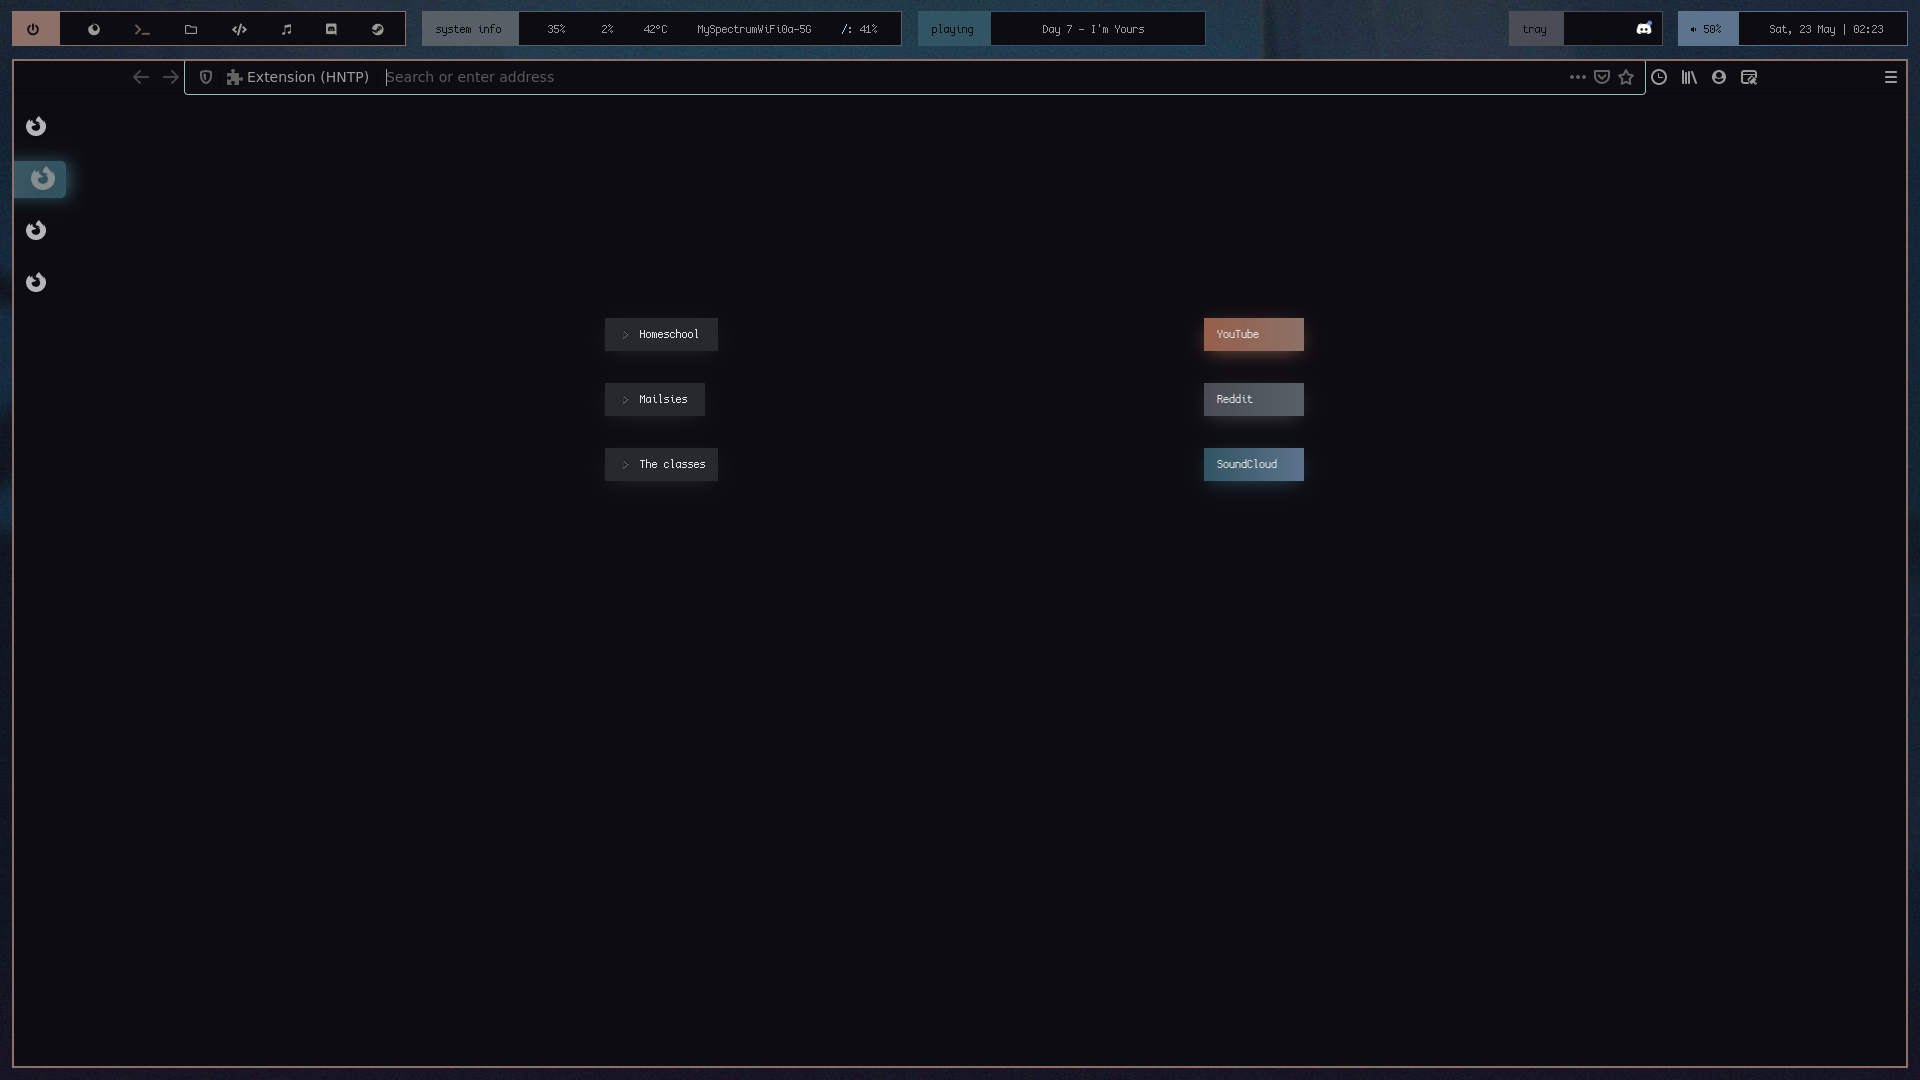 system info 35% 2% 42°C MySpectrumWiFi0a-5G /: 41% playing Day 7 - I'm Yours tray 50% Sat, 23 May | 02:23
Extension (HNTP) Search or enter address
Homeschool
Mailsies
The classes
YouTube
Reddit
SoundCloud